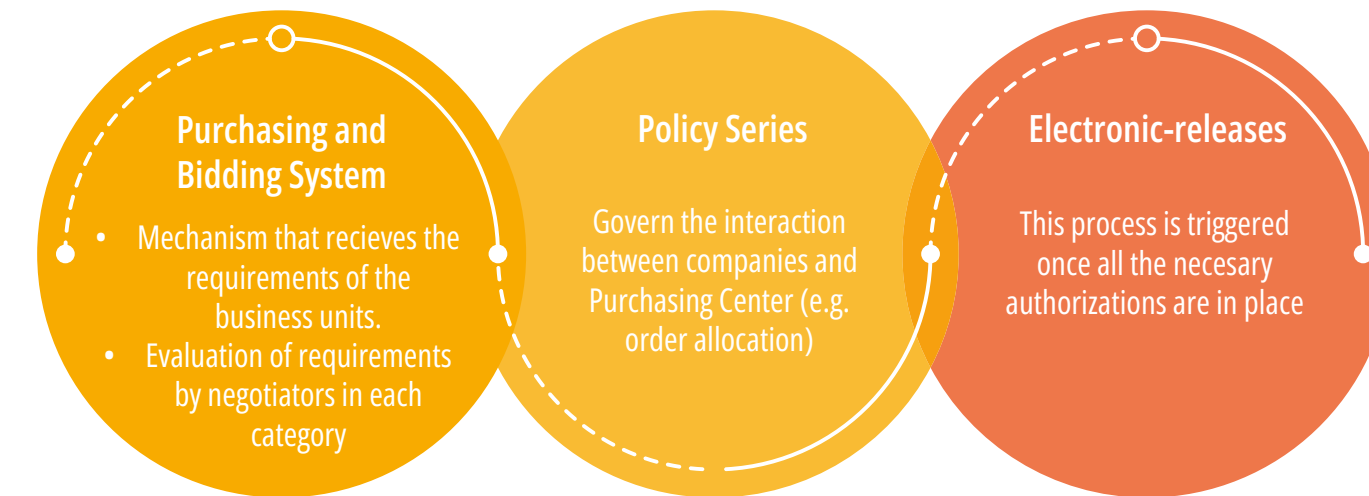 Purchasing and
Bidding System
• Mechanism that recieves the
requirements of the
business units.
• Evaluation of requirements
by negotiators in each
category
Policy Series
Govern the interaction
between companies and
Purchasing Center (e.g.
order allocation)
Electronic-releases
This process is triggered
once all the necesary
authorizations are in place